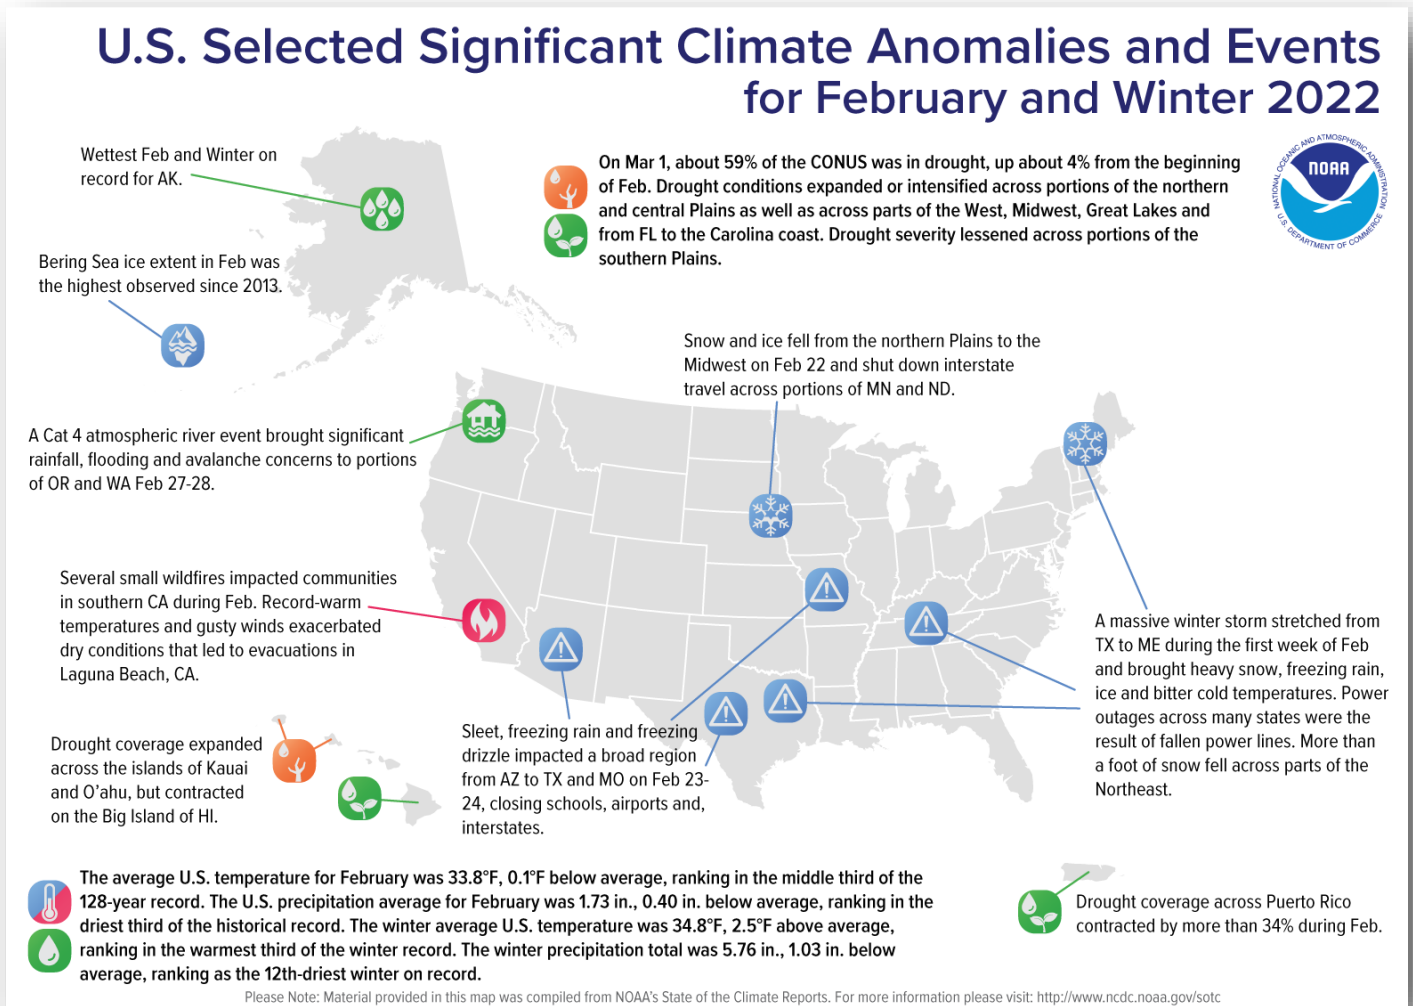 U.S. Selected Significant Climate Anomalies and Events
for February and Winter 2022
Wettest Feb and Winter on
record for AK.
On Mar 1, about 59% of the CONUS was in drought, up about 4% from the beginning
of Feb. Drought conditions expanded or intensified across portions of the northern
and central Plains as well as across parts of the West, Midwest, Great Lakes and
from FL to the Carolina coast. Drought severity lessened across portions of the
southern Plains.
NATIONAL OCEANIC AND ATMOSPHERIC ADMINISTRATION
NOAA
U.S. DEPARTMENT OF COMMERCE
Bering Sea ice extent in Feb was
the highest observed since 2013.
Snow and ice fell from the northern Plains to the
Midwest on Feb 22 and shut down interstate
travel across portions of MN and ND.
A Cat 4 atmospheric river event brought significant
rainfall, flooding and avalanche concerns to portions
of OR and WA Feb 27-28.
Several small wildfires impacted communities
in southern CA during Feb. Record-warm
temperatures and gusty winds exacerbated
dry conditions that led to evacuations in
Laguna Beach, CA.
A massive winter storm stretched from
TX to ME during the first week of Feb
and brought heavy snow, freezing rain,
ice and bitter cold temperatures. Power
outages across many states were the
result of fallen power lines. More than
a foot of snow fell across parts of the
Northeast.
Sleet, freezing rain and freezing
drizzle impacted a broad region
from AZ to TX and MO on Feb 23-
24, closing schools, airports and,
interstates.
Drought coverage expanded
across the islands of Kauai
and O'ahu, but contracted
on the Big Island of HI.
The average U.S. temperature for February was 33.8°F, 0.1°F below average, ranking in the middle third of the
128-year record. The U.S. precipitation average for February was 1.73 in., 0.40 in. below average, ranking in the
driest third of the historical record. The winter average U.S. temperature was 34.8°F, 2.5°F above average,
ranking in the warmest third of the winter record. The winter precipitation total was 5.76 in., 1.03 in. below
average, ranking as the 12th-driest winter on record.
Drought coverage across Puerto Rico
contracted by more than 34% during Feb.
Please Note: Material provided in this map was compiled from NOAA's State of the Climate Reports. For more information please visit: http://www.ncdc.noaa.gov/sotc